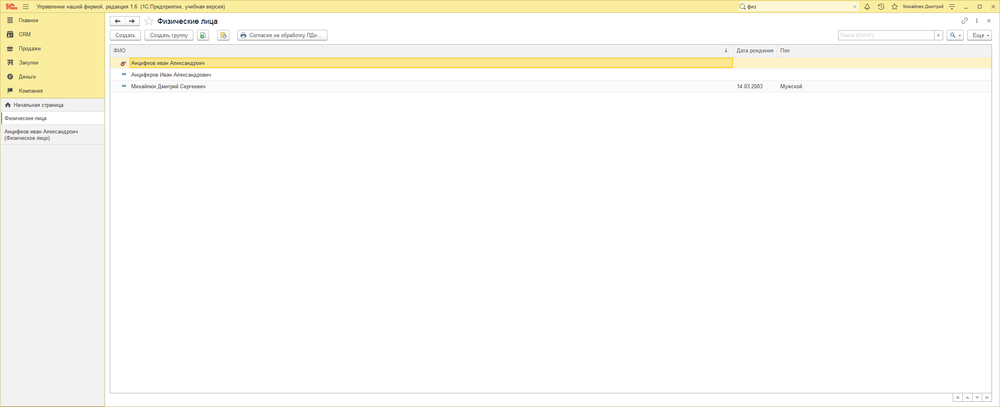 1С Управление нашей фирмой, редакция 1.6 (1С:Предприятие, учебная версия) физ Михайлюк Дмитрий
Главное
CRM
Продажи
Закупки
Деньги
Компания
Начальная страница
Физические лица
Анцифеов иван Александроич
(Физическое лицо)
Физические лица
Создать Создать группу Согласие на обработку ПДн... Поиск (Ctrl+F) × Еще
ФИО ↓ Дата рождения Пол
Анцифеов иван Александроич
Анциферов Иван Александрович
Михайлюк Дмитрий Сергеевич 14.03.2003 Мужской